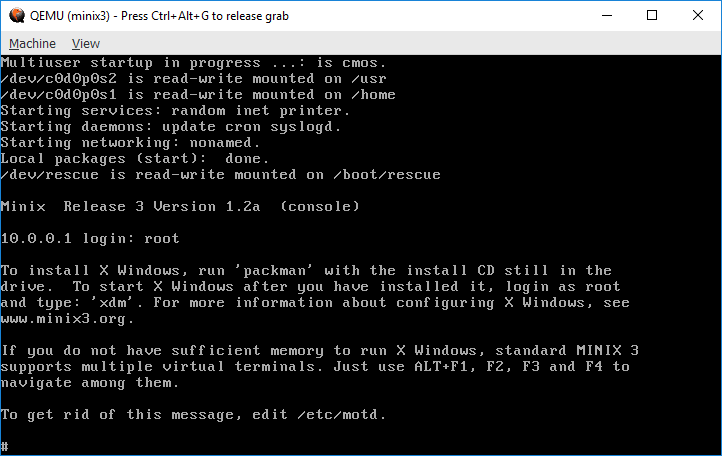 QEMU (minix3) - Press Ctrl+Alt+G to release grab
Machine View
Multiuser startup in progress ...: is cmos.
/dev/c0d0p0s2 is read-write mounted on /usr
/dev/c0d0p0s1 is read-write mounted on /home
Starting services: random inet printer.
Starting daemons: update cron syslogd.
Starting networking: nonamed.
Local packages (start):  done.
/dev/rescue is read-write mounted on /boot/rescue
Minix  Release 3 Version 1.2a  (console)
10.0.0.1 login: root
To install X Windows, run 'packman' with the install CD still in the
drive.  To start X Windows after you have installed it, login as root
and type: 'xdm'. For more information about configuring X Windows, see
www.minix3.org.
If you do not have sufficient memory to run X Windows, standard MINIX 3
supports multiple virtual terminals. Just use ALT+F1, F2, F3 and F4 to
navigate among them.
To get rid of this message, edit /etc/motd.
#